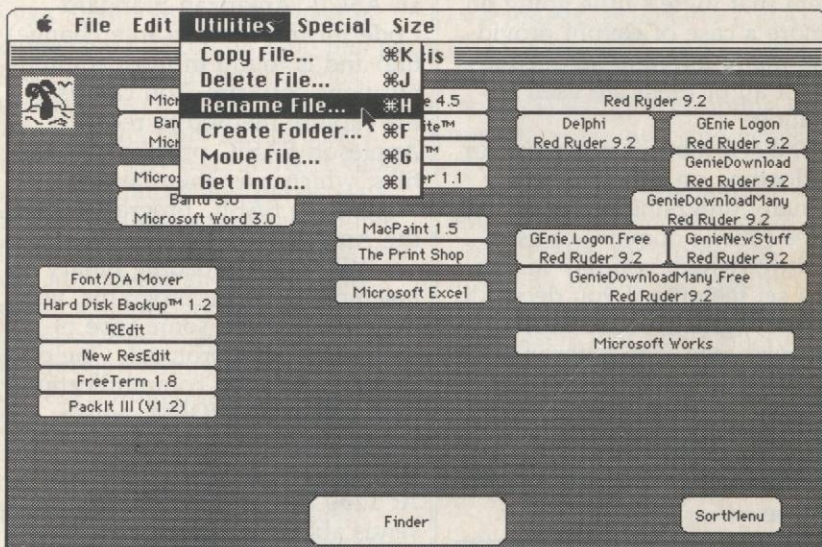 File Edit Utilities Special Size
Copy File... ⌘K
Delete File... ⌘J
Rename File... ⌘H
Create Folder... ⌘F
Move File... ⌘G
Get Info... ⌘I
sis
4.5
™
1.1
Bantu 3.0
Microsoft Word 3.0
MacPaint 1.5
The Print Shop
Microsoft Excel
Red Ryder 9.2
Delphi
Red Ryder 9.2
GEnie Logon
Red Ryder 9.2
GenieDownload
Red Ryder 9.2
GenieDownloadMany
Red Ryder 9.2
GEnie.Logon.Free
Red Ryder 9.2
GenieNewStuff
Red Ryder 9.2
GenieDownloadMany.Free
Red Ryder 9.2
Microsoft Works
Font/DA Mover
Hard Disk Backup™ 1.2
REdit
New ResEdit
FreeTerm 1.8
PackIt III (V1.2)
Finder
SortMenu